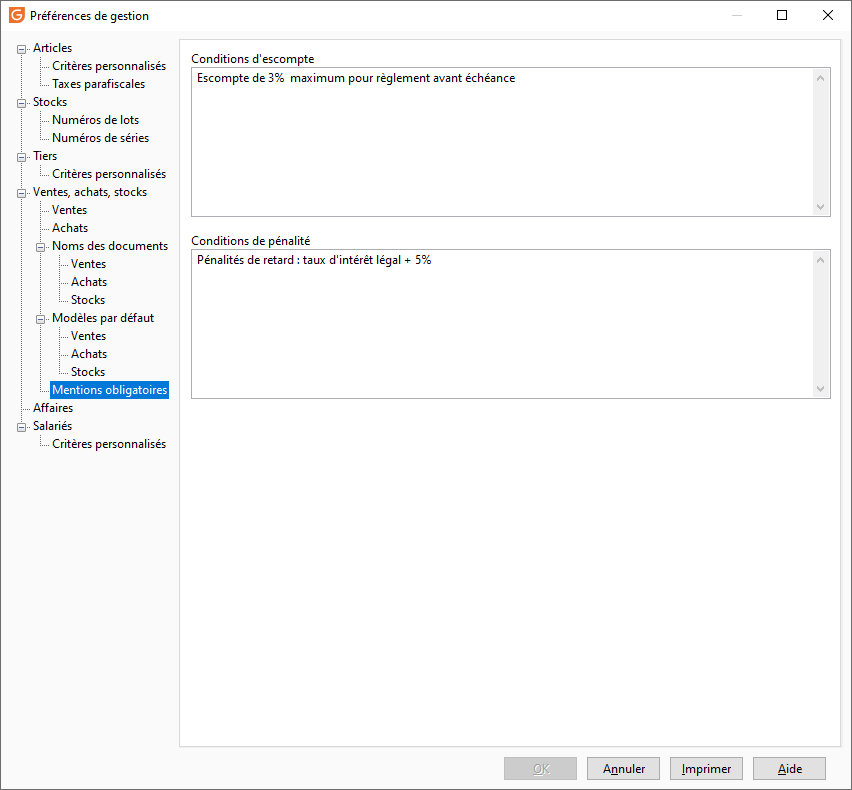 Préférences de gestion
Articles
Critères personnalisés
Taxes parafiscales
Stocks
Numéros de lots
Numéros de séries
Tiers
Critères personnalisés
Ventes, achats, stocks
Ventes
Achats
Noms des documents
Ventes
Achats
Stocks
Modèles par défaut
Ventes
Achats
Stocks
Mentions obligatoires
Affaires
Salariés
Critères personnalisés
Conditions d'escompte
Escompte de 3%  maximum pour règlement avant échéance
Conditions de pénalité
Pénalités de retard : taux d'intérêt légal + 5%
OK
Annuler
Imprimer
Aide